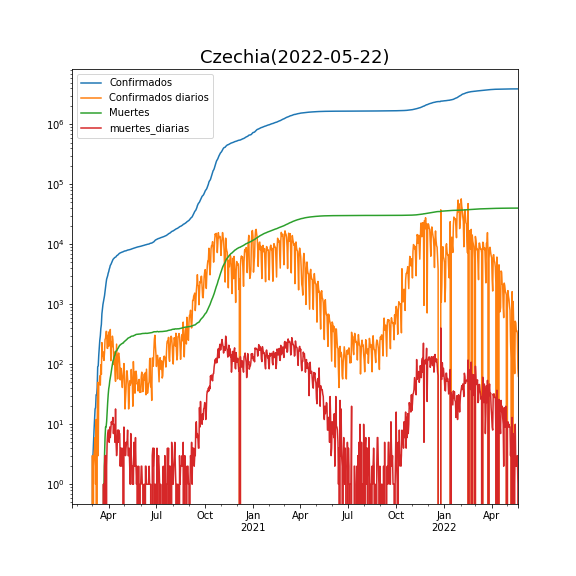 Czechia(2022-05-22)
Confirmados
Confirmados diarios
Muertes
muertes_diarias
10^6
10^5
10^4
10^3
10^2
10^1
10^0
Apr Jul Oct Jan Apr Jul Oct Jan Apr
2021 2022